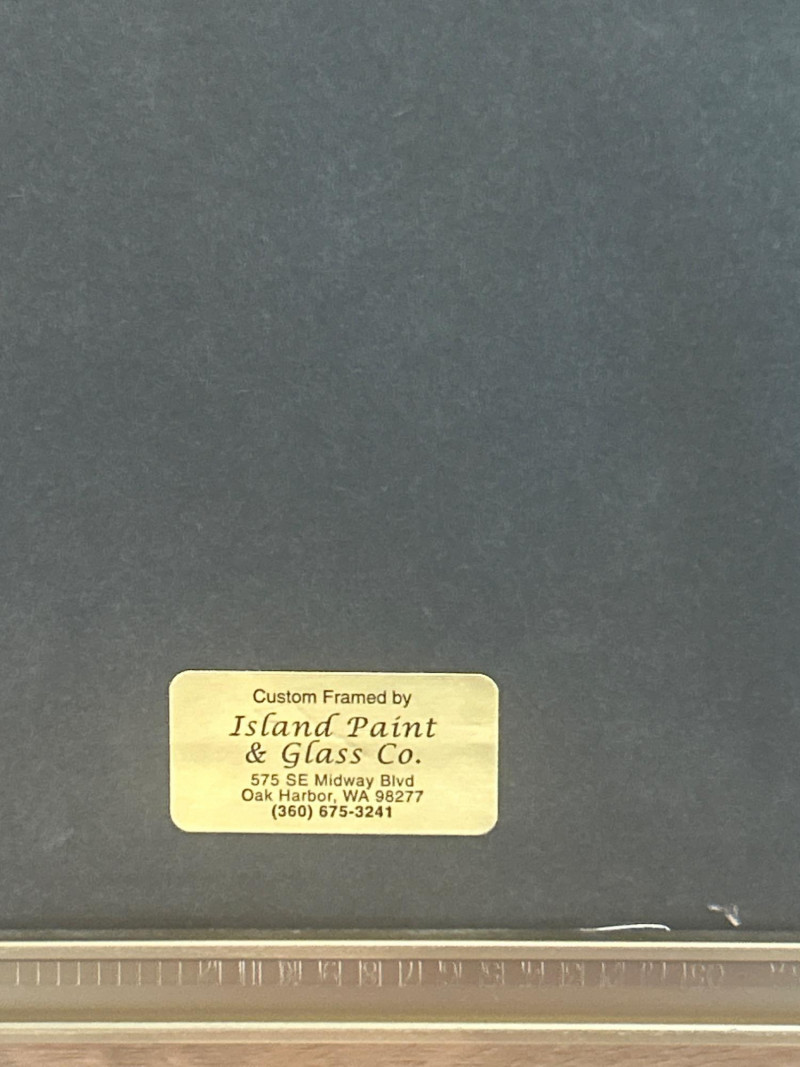 Custom Framed by
Island Paint
& Glass Co.
575 SE Midway Blvd
Oak Harbor, WA 98277
(360) 675-3241